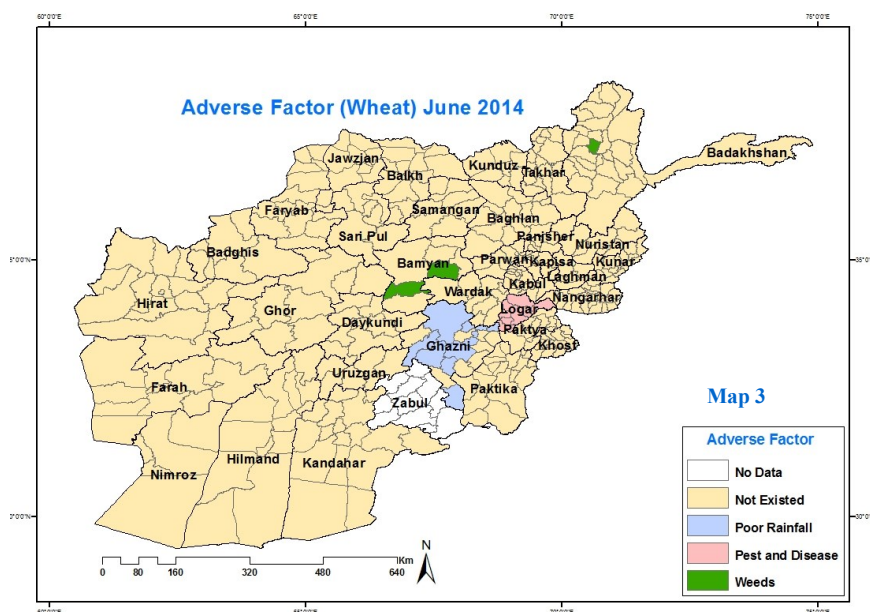 60°0'0"E 65°0'0"E 70°0'0"E 75°0'0"E
Adverse Factor (Wheat) June 2014
Jawzjan
Balkh
Kunduz
Takhar
Badakhshan
Faryab
Samangan
Baghlan
Sari Pul
Panjsher
Nuristan
Badghis
Bamyan
Parwan
Kapisa
Kunar
Laghman
Kabul
Nangarhar
Wardak
Hirat
Ghor
Logar
Daykundi
Paktya
Ghazni
Khost
Uruzgan
Farah
Paktika
Zabul
Map 3
Hilmand
Kandahar
Nimroz
Adverse Factor
No Data
Not Existed
Poor Rainfall
Pest and Disease
Weeds
N
Km
0 80 160 320 480 640
70°0'0"E 75°0'0"E